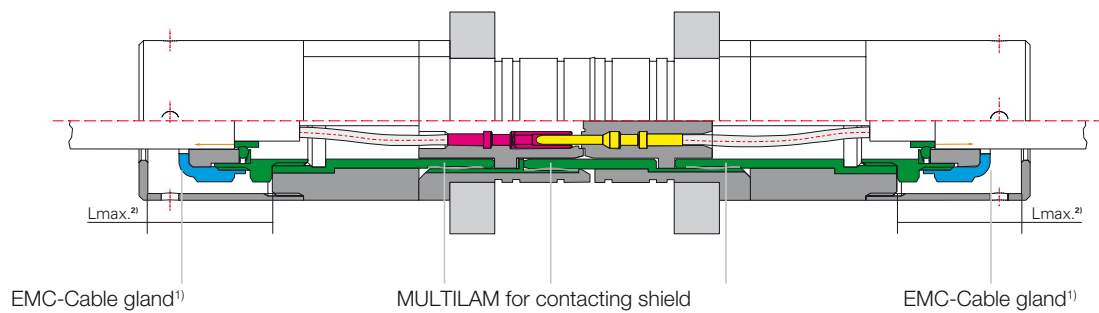 Lmax.²⁾
Lmax.²⁾
EMC-Cable gland¹⁾
MULTILAM for contacting shield
EMC-Cable gland¹⁾